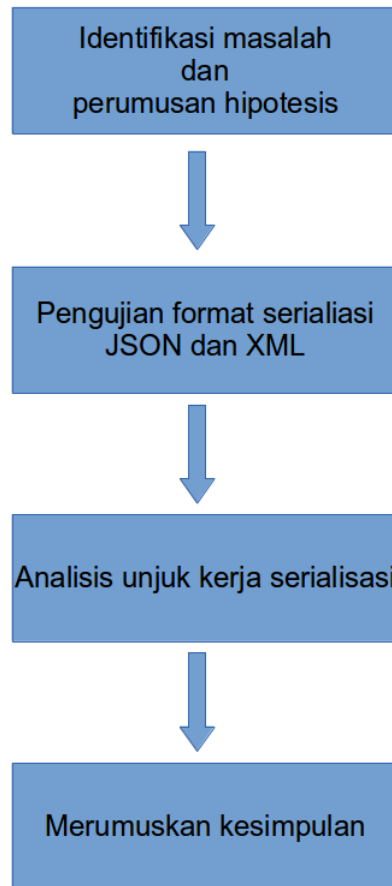 Identifikasi masalah
dan
perumusan hipotesis
Pengujian format serialiasi
JSON dan XML
Analisis unjuk kerja serialisasi
Merumuskan kesimpulan